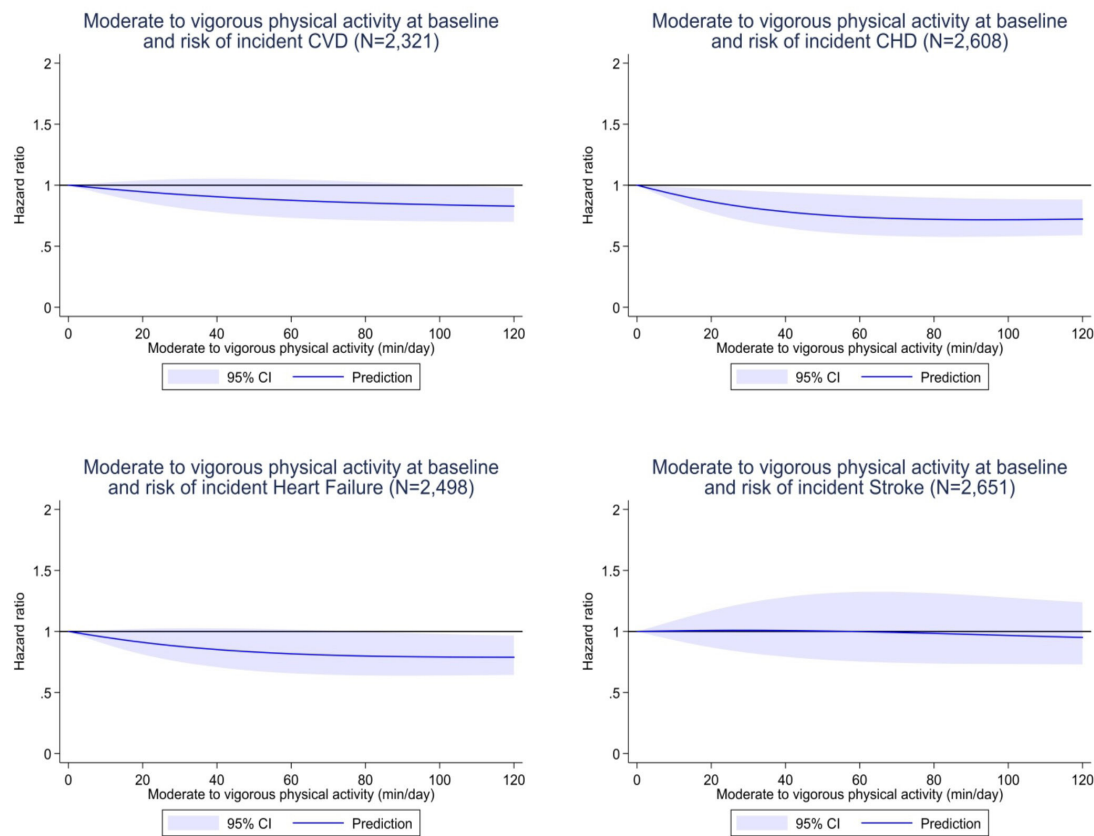 Moderate to vigorous physical activity at baseline
and risk of incident CVD (N=2,321)
2
1.5
1
.5
0
Hazard ratio
0 20 40 60 80 100 120
Moderate to vigorous physical activity (min/day)
95% CI Prediction
Moderate to vigorous physical activity at baseline
and risk of incident CHD (N=2,608)
2
1.5
1
.5
0
Hazard ratio
0 20 40 60 80 100 120
Moderate to vigorous physical activity (min/day)
95% CI Prediction
Moderate to vigorous physical activity at baseline
and risk of incident Heart Failure (N=2,498)
2
1.5
1
.5
0
Hazard ratio
0 20 40 60 80 100 120
Moderate to vigorous physical activity (min/day)
95% CI Prediction
Moderate to vigorous physical activity at baseline
and risk of incident Stroke (N=2,651)
2
1.5
1
.5
0
Hazard ratio
0 20 40 60 80 100 120
Moderate to vigorous physical activity (min/day)
95% CI Prediction